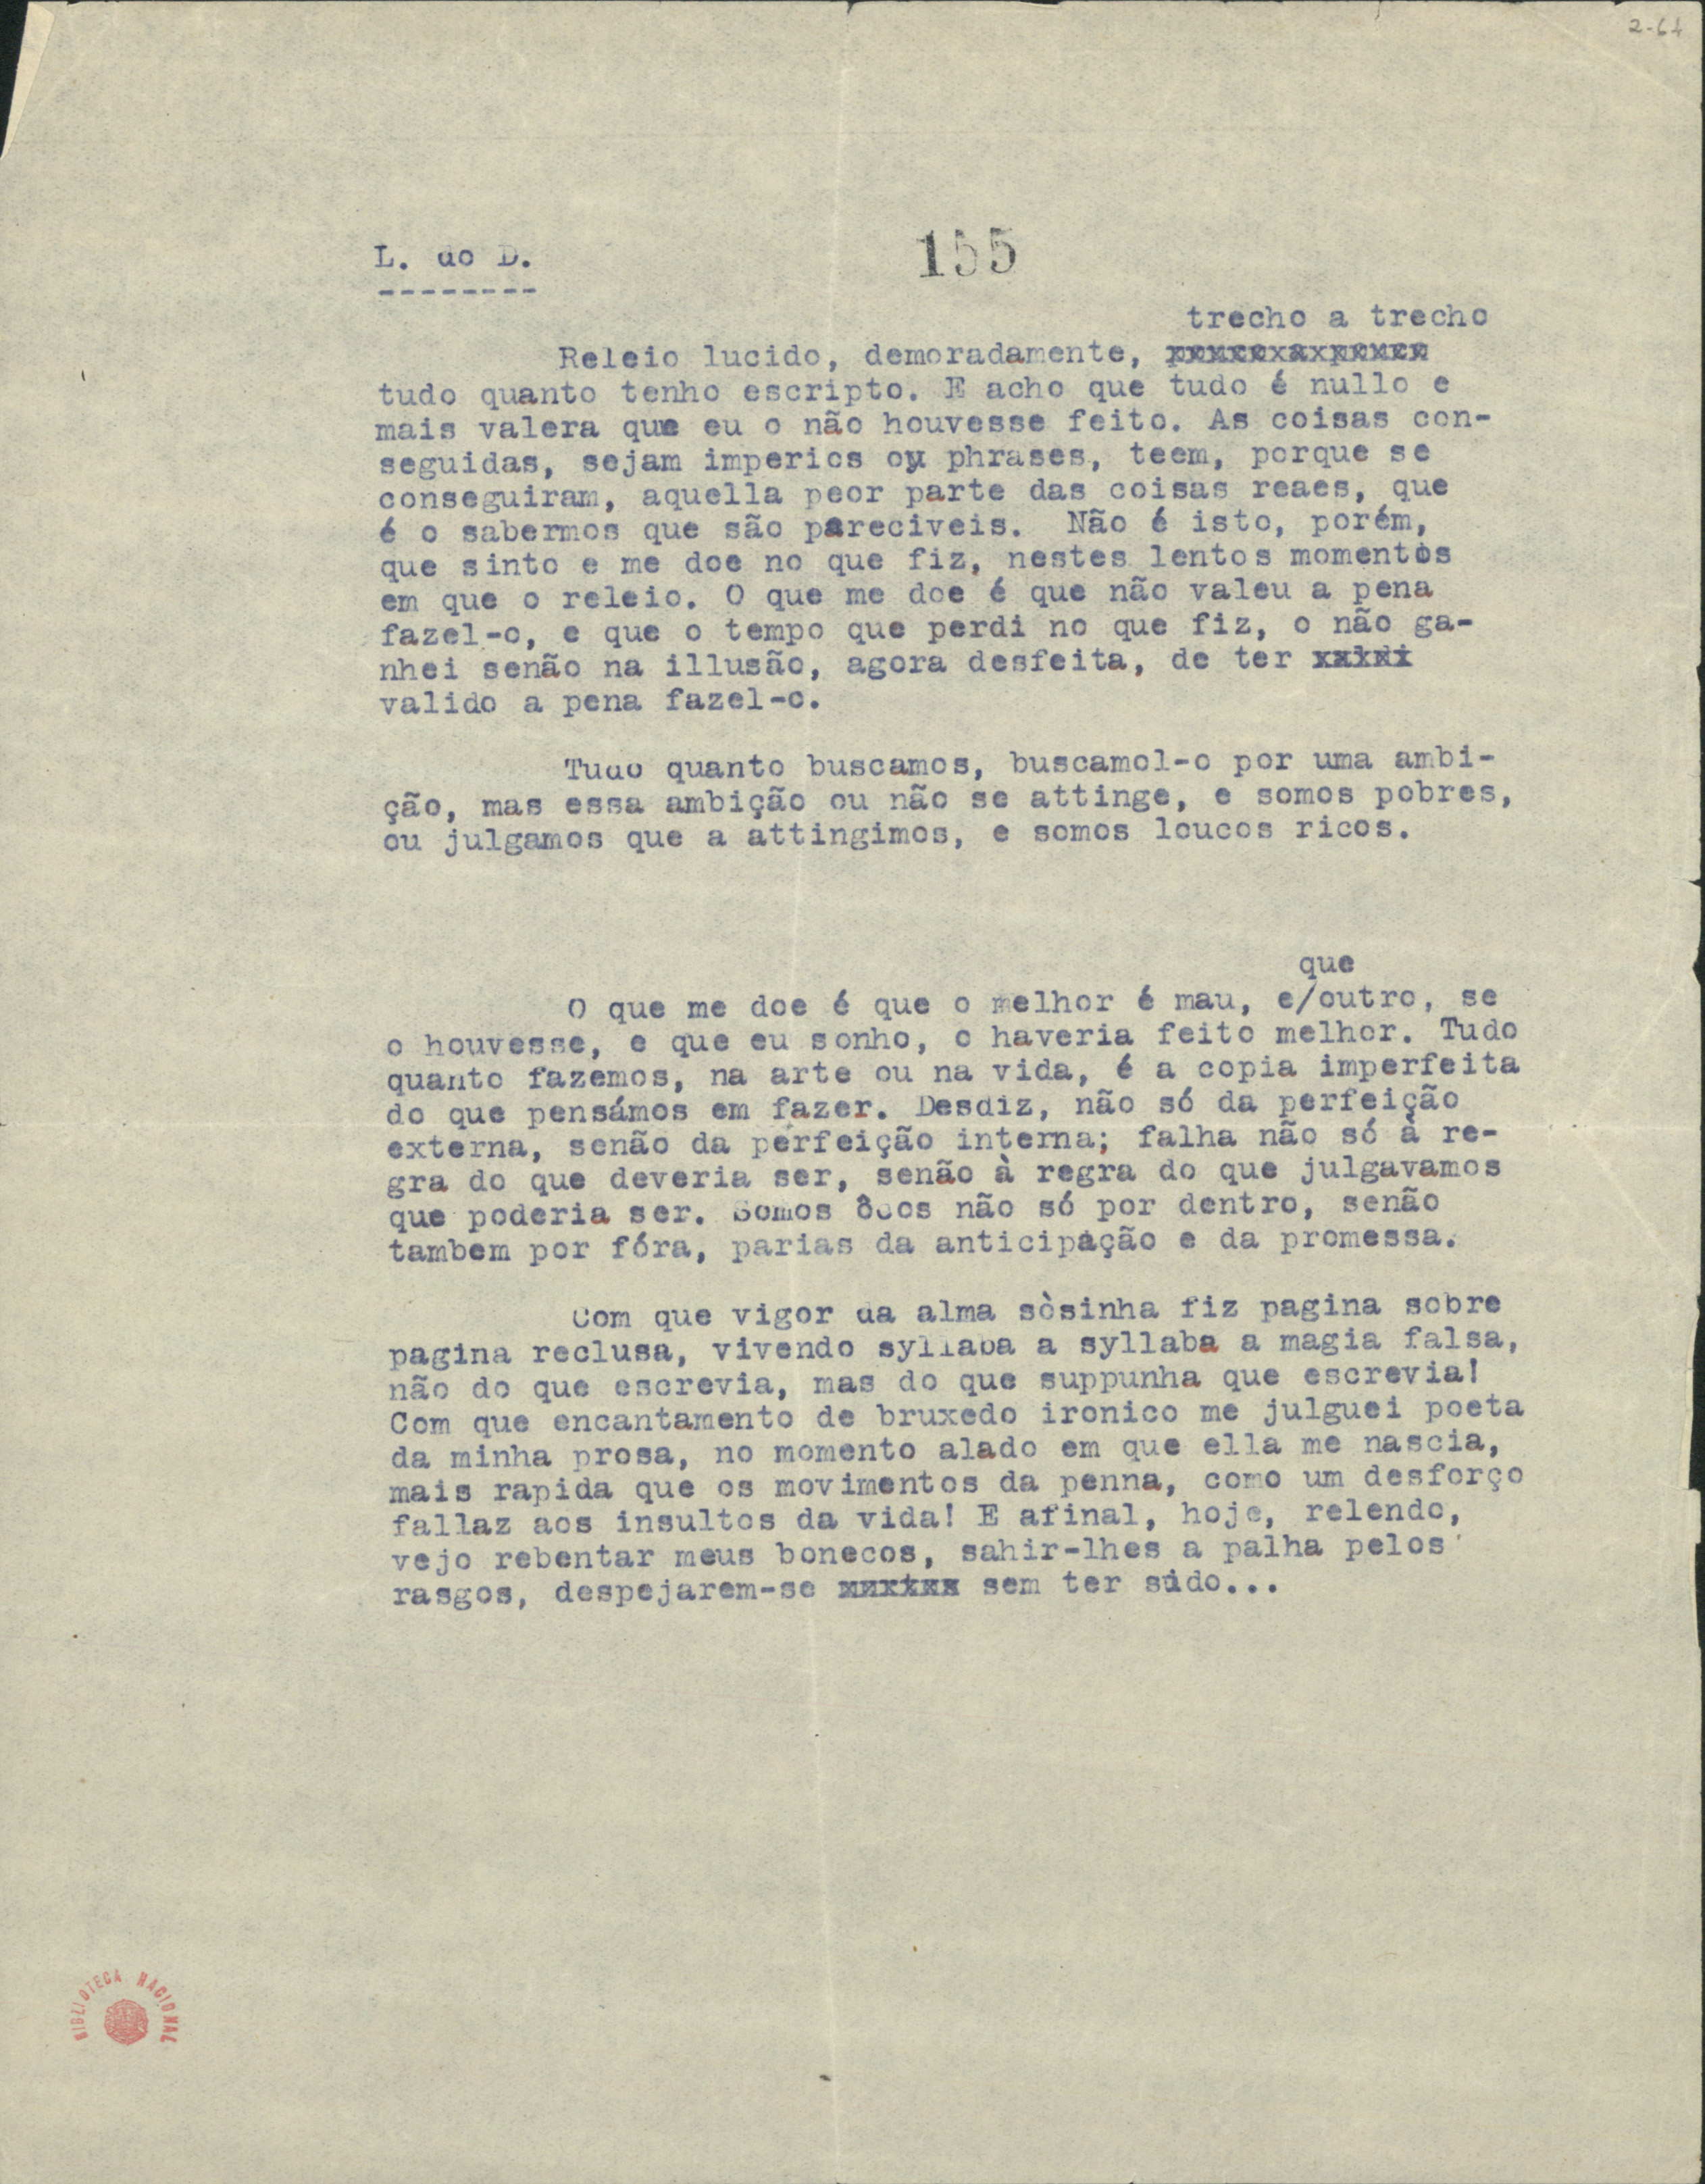 2-64
L. do D.
155
--------
trecho a trecho
Releio lucido, demoradamente,
tudo quanto tenho escripto. E acho que tudo é nullo e
mais valera que eu o não houvesse feito. As coisas con-
seguidas, sejam imperios ou phrases, teem, porque se
conseguiram, aquella peor parte das coisas reaes, que
é o sabermos que são pareciveis. Não é isto, porém,
que sinto e me doe no que fiz, nestes lentos momentos
em que o releio. O que me doe é que não valeu a pena
fazel-o, e que o tempo que perdi no que fiz, o não ga-
nhei senão na illusão, agora desfeita, de ter
valido a pena fazel-o.
Tudo quanto buscamos, buscamol-o por uma ambi-
ção, mas essa ambição ou não se attinge, e somos pobres,
ou julgamos que a attingimos, e somos loucos ricos.
que
O que me doe é que o melhor é mau, e/outro, se
o houvesse, e que eu sonho, o haveria feito melhor. Tudo
quanto fazemos, na arte ou na vida, é a copia imperfeita
do que pensámos em fazer. Desdiz, não só da perfeição
externa, senão da perfeição interna; falha não só à re-
gra do que deveria ser, senão à regra do que julgavamos
que poderia ser. Somos ôcos não só por dentro, senão
tambem por fóra, parias da anticipação e da promessa.
Com que vigor da alma sòsinha fiz pagina sobre
pagina reclusa, vivendo syllaba a syllaba a magia falsa,
não do que escrevia, mas do que suppunha que escrevia!
Com que encantamento de bruxedo ironico me julguei poeta
da minha prosa, no momento alado em que ella me nascia,
mais rapida que os movimentos da penna, como um desforço
fallaz aos insultos da vida! E afinal, hoje, relendo,
vejo rebentar meus bonecos, sahir-lhes a palha pelos
rasgos, despejarem-se sem ter sido...
BIBLIOTECA NACIONAL